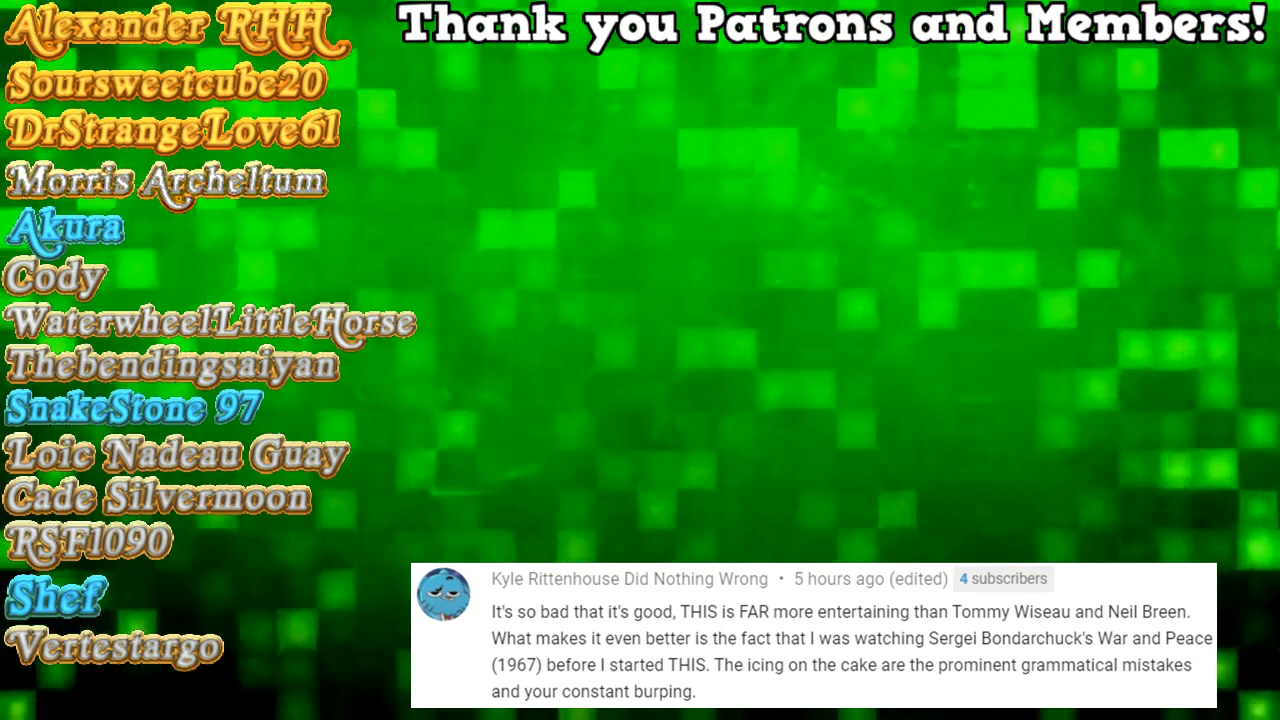 Thank you Patrons and Members!
Alexander RHH
Soursweetcube20
DrStrangeLove61
Morris Archeltum
Akura
Cody
WaterwheelLittleHorse
Thebendingsaiyan
SnakeStone 97
Loic Nadeau Guay
Cade Silvermoon
RSF1090
Shef
Vertestargo
Kyle Rittenhouse Did Nothing Wrong • 5 hours ago (edited) 4 subscribers
It's so bad that it's good, THIS is FAR more entertaining than Tommy Wiseau and Neil Breen.
What makes it even better is the fact that I was watching Sergei Bondarchuck's War and Peace
(1967) before I started THIS. The icing on the cake are the prominent grammatical mistakes
and your constant burping.